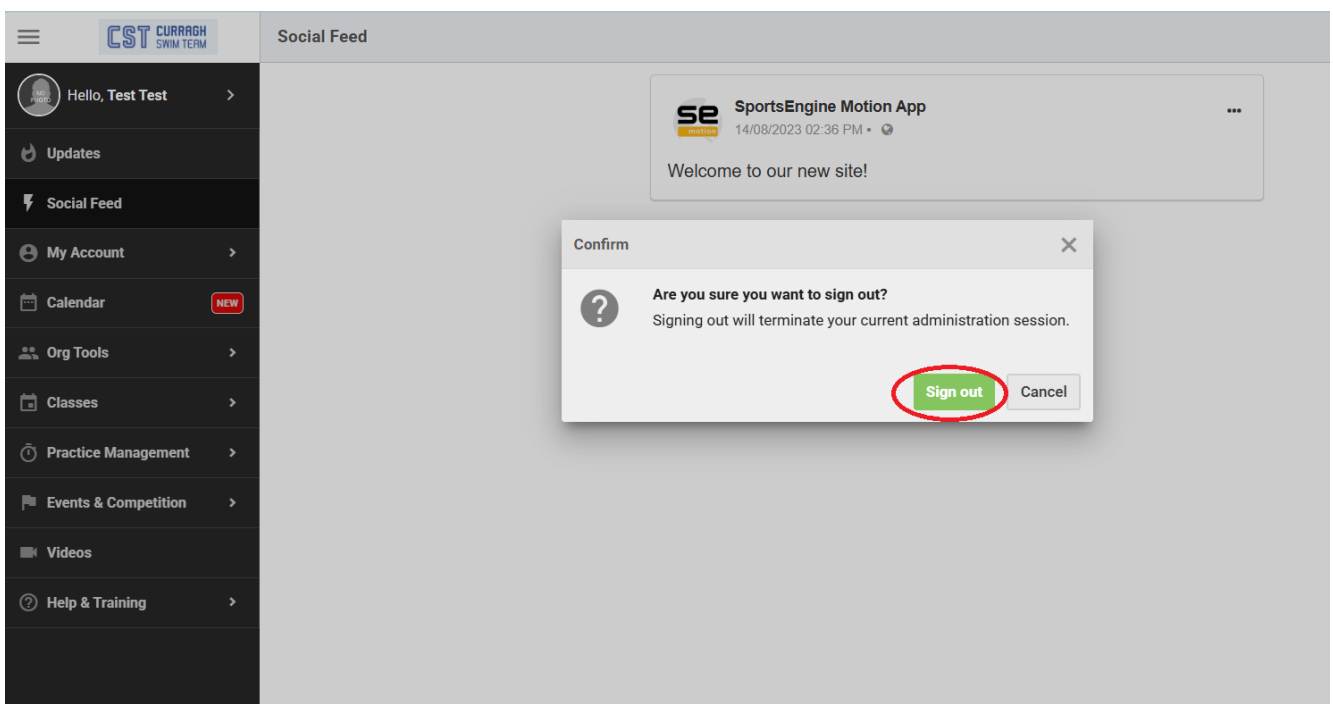 CST CURRAGH
SWIM TERM
Social Feed
NO
PHOTO
Hello, Test Test
Updates
Social Feed
My Account
Calendar
NEW
Org Tools
Classes
Practice Management
Events & Competition
Videos
Help & Training
se
motion
SportsEngine Motion App
14/08/2023 02:36 PM •
Welcome to our new site!
Confirm
Are you sure you want to sign out?
Signing out will terminate your current administration session.
Sign out
Cancel